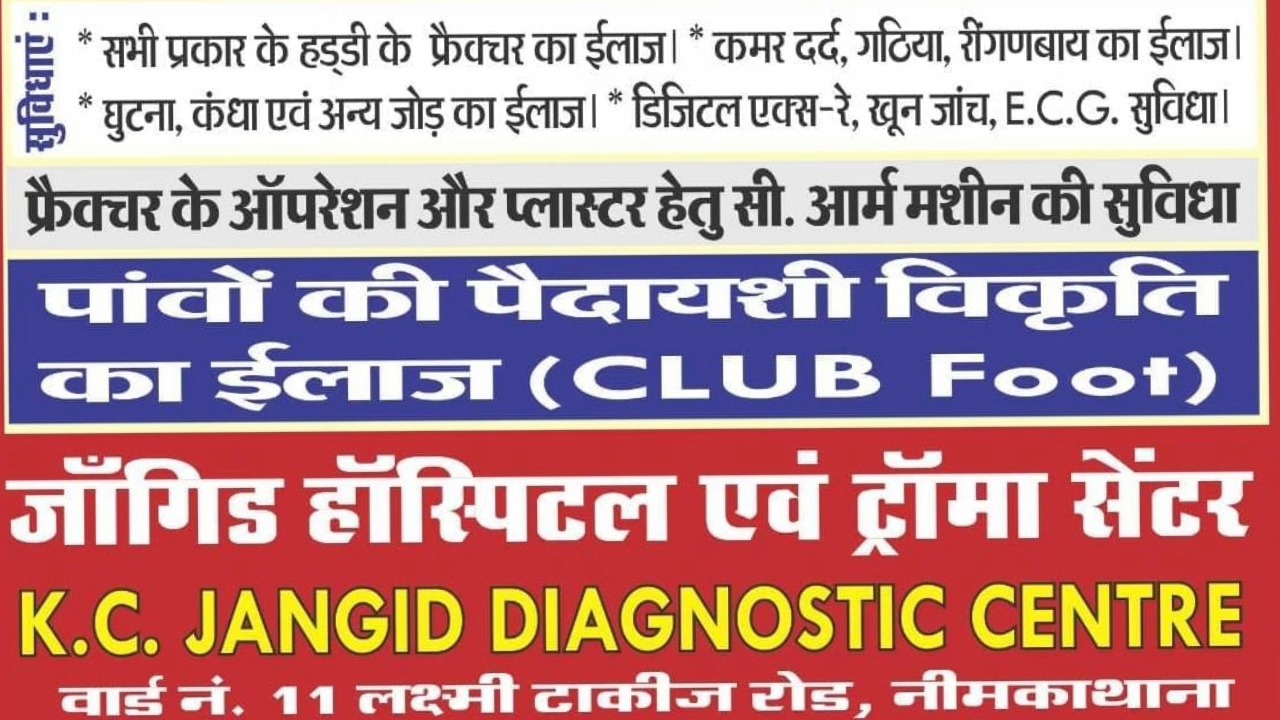 सुविधाएं :
* सभी प्रकार के हड्डी के फ्रैक्चर का ईलाज। * कमर दर्द, गठिया, रींगणबाय का ईलाज।
* घुटना, कंधा एवं अन्य जोड़ का ईलाज। * डिजिटल एक्स-रे, खून जांच, E.C.G. सुविधा।
फ्रैक्चर के ऑपरेशन और प्लास्टर हेतु सी. आर्म मशीन की सुविधा
पांवों की पैदायशी विकृति
का ईलाज (CLUB Foot)
जाँगिड हॉस्पिटल एवं ट्रॉमा सेंटर
K.C. JANGID DIAGNOSTIC CENTRE
वार्ड नं. 11 लक्ष्मी टाकीज रोड, नीमकाथाना